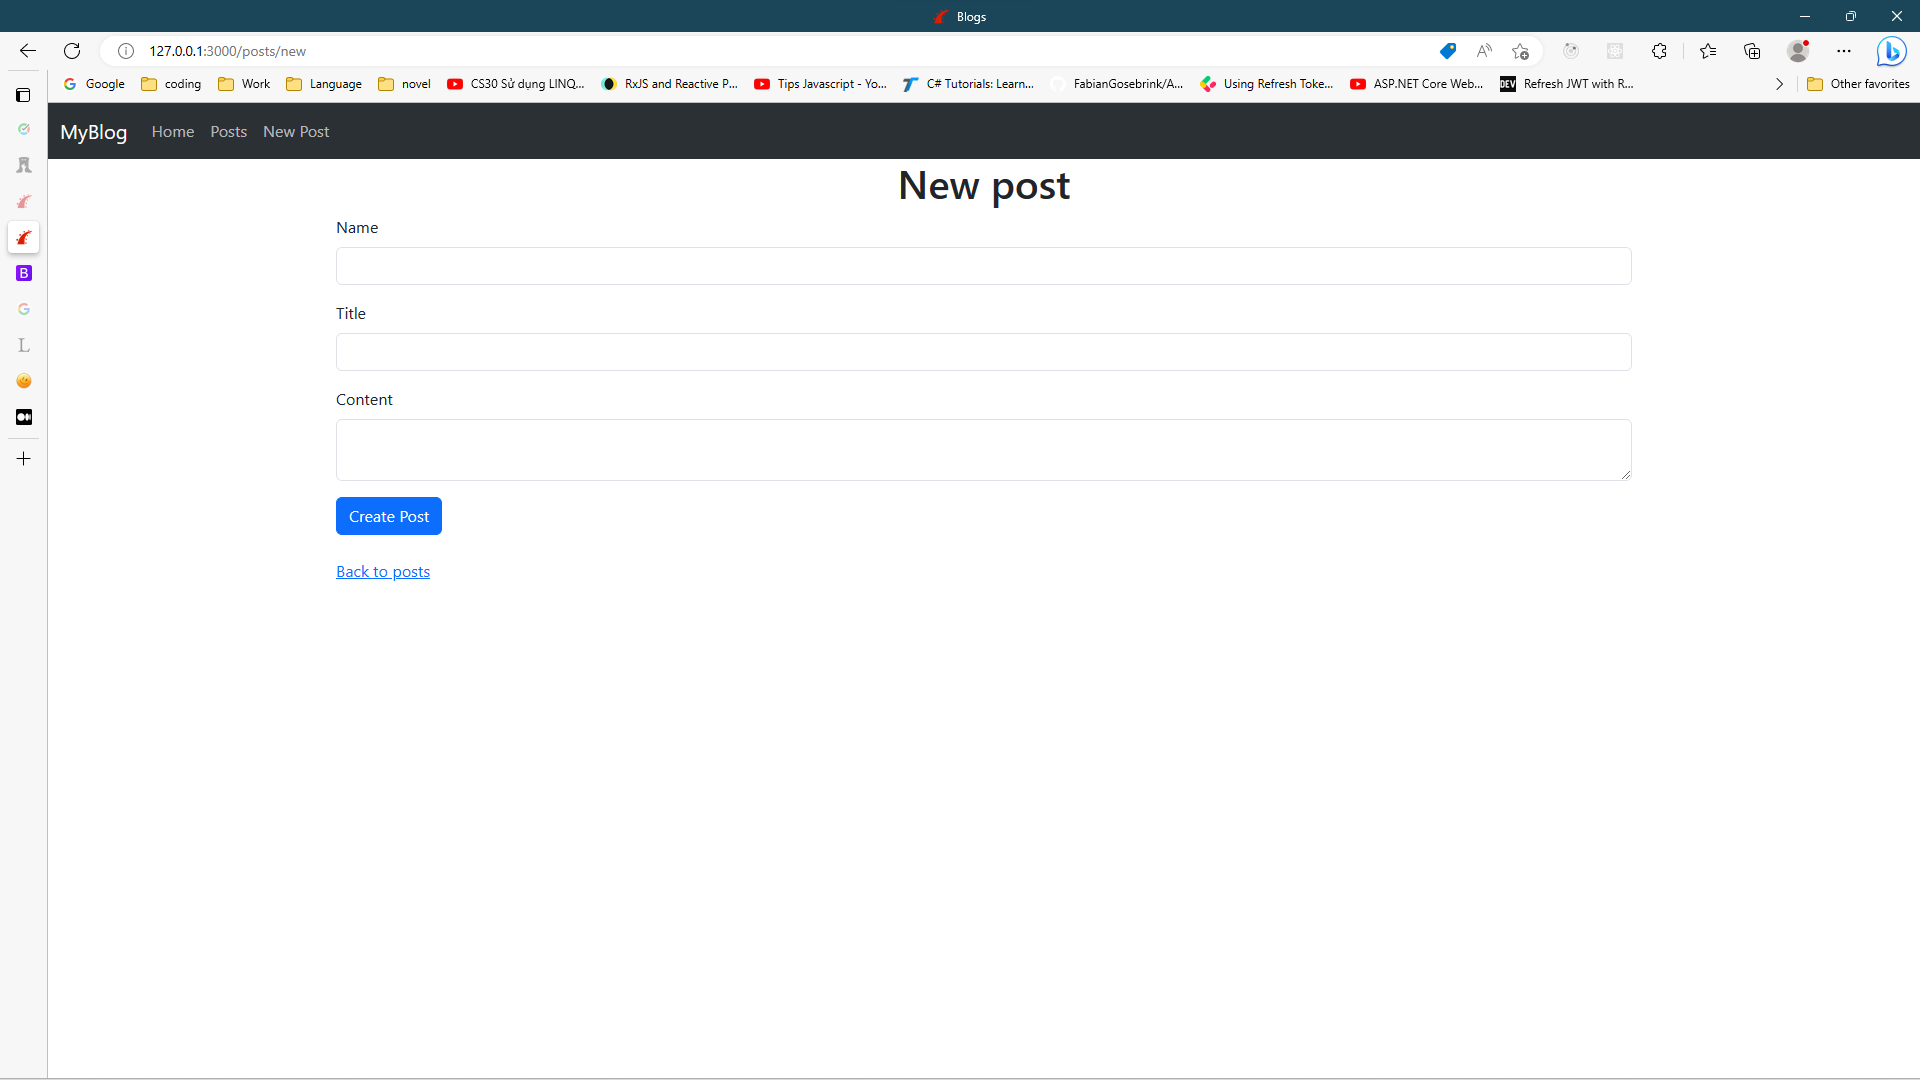 Blogs
127.0.0.1:3000/posts/new
Google coding Work Language novel CS30 Sử dụng LINQ... RxJS and Reactive P... Tips Javascript - Yo... C# Tutorials: Learn... FabianGosebrink/A... Using Refresh Toke... ASP.NET Core Web... DEV Refresh JWT with R... Other favorites
MyBlog Home Posts New Post
New post
Name
Title
Content
Create Post
Back to posts